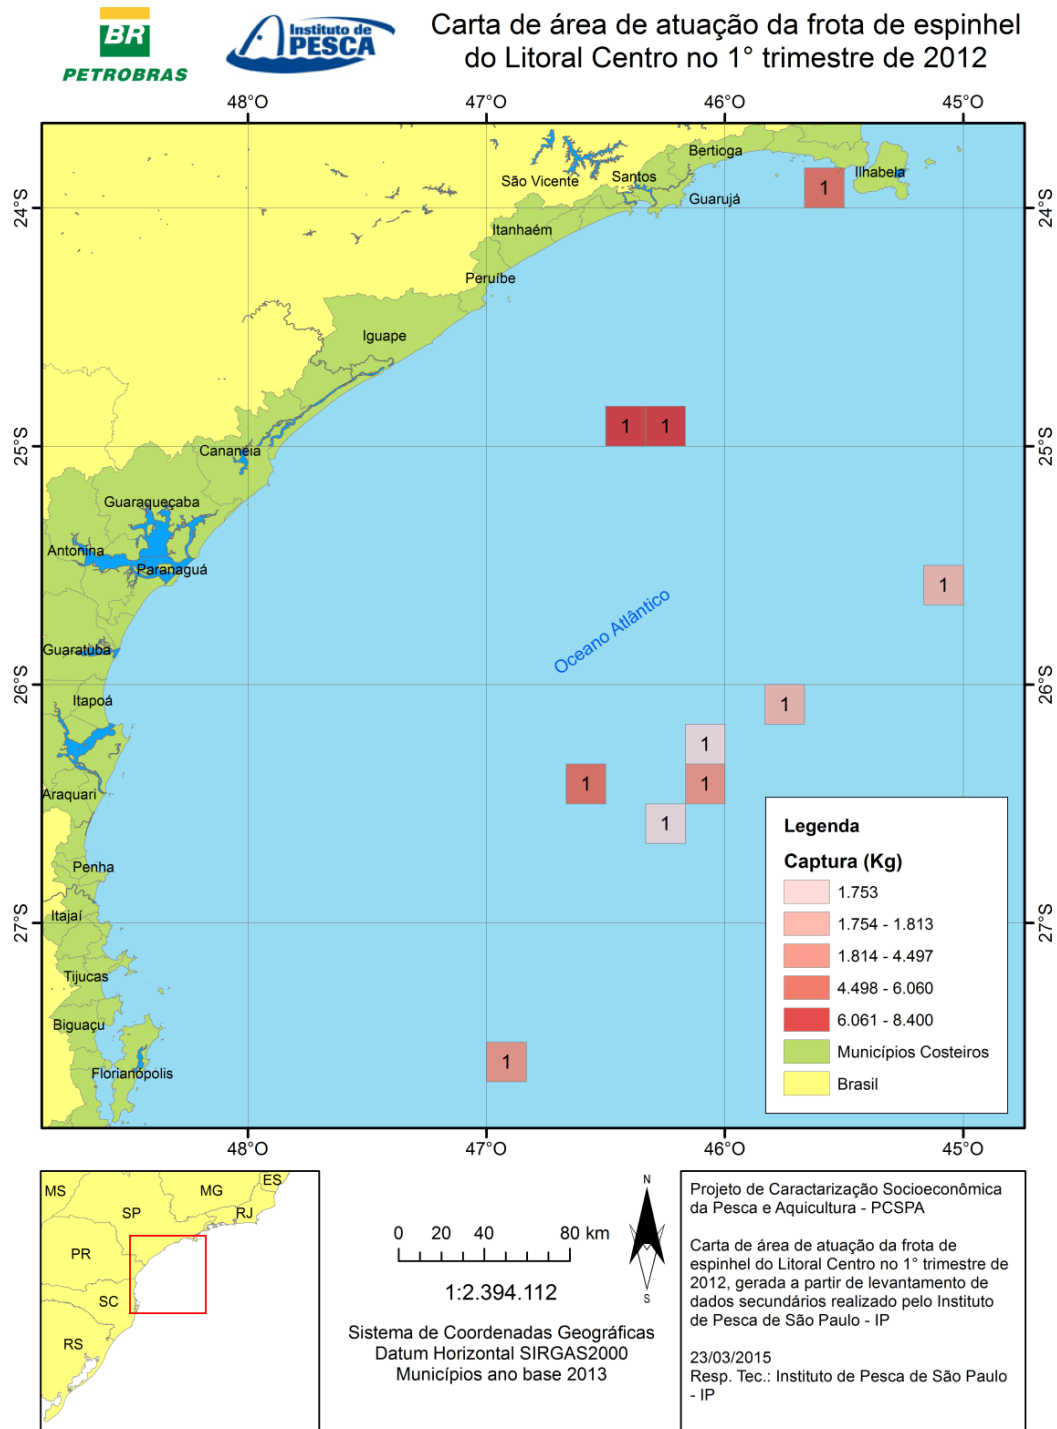 BR
PETROBRAS
Instituto de
PESCA
Carta de área de atuação da frota de espinhel
do Litoral Centro no 1° trimestre de 2012
48°O
47°O
46°O
45°O
24°S
25°S
26°S
27°S
24°S
25°S
26°S
27°S
Bertioga
Ilhabela
São Vicente
Santos
Guarujá
Itanhaém
Peruíbe
Iguape
Cananéia
Guaraqueçaba
Antonina
Paranaguá
Guaratuba
Itapoá
Araquari
Penha
Itajaí
Tijucas
Biguaçu
Florianópolis
Oceano Atlântico
1
1
1
1
1
1
1
1
1
1
Legenda
Captura (Kg)
1.753
1.754 - 1.813
1.814 - 4.497
4.498 - 6.060
6.061 - 8.400
Municípios Costeiros
Brasil
48°O
47°O
46°O
45°O
MS
MG
ES
SP
RJ
PR
SC
RS
0 20 40 80 km
1:2.394.112
N
S
Sistema de Coordenadas Geográficas
Datum Horizontal SIRGAS2000
Municípios ano base 2013
Projeto de Caractarização Socioeconômica
da Pesca e Aquicultura - PCSPA
Carta de área de atuação da frota de
espinhel do Litoral Centro no 1° trimestre de
2012, gerada a partir de levantamento de
dados secundários realizado pelo Instituto
de Pesca de São Paulo - IP
23/03/2015
Resp. Tec.: Instituto de Pesca de São Paulo
- IP